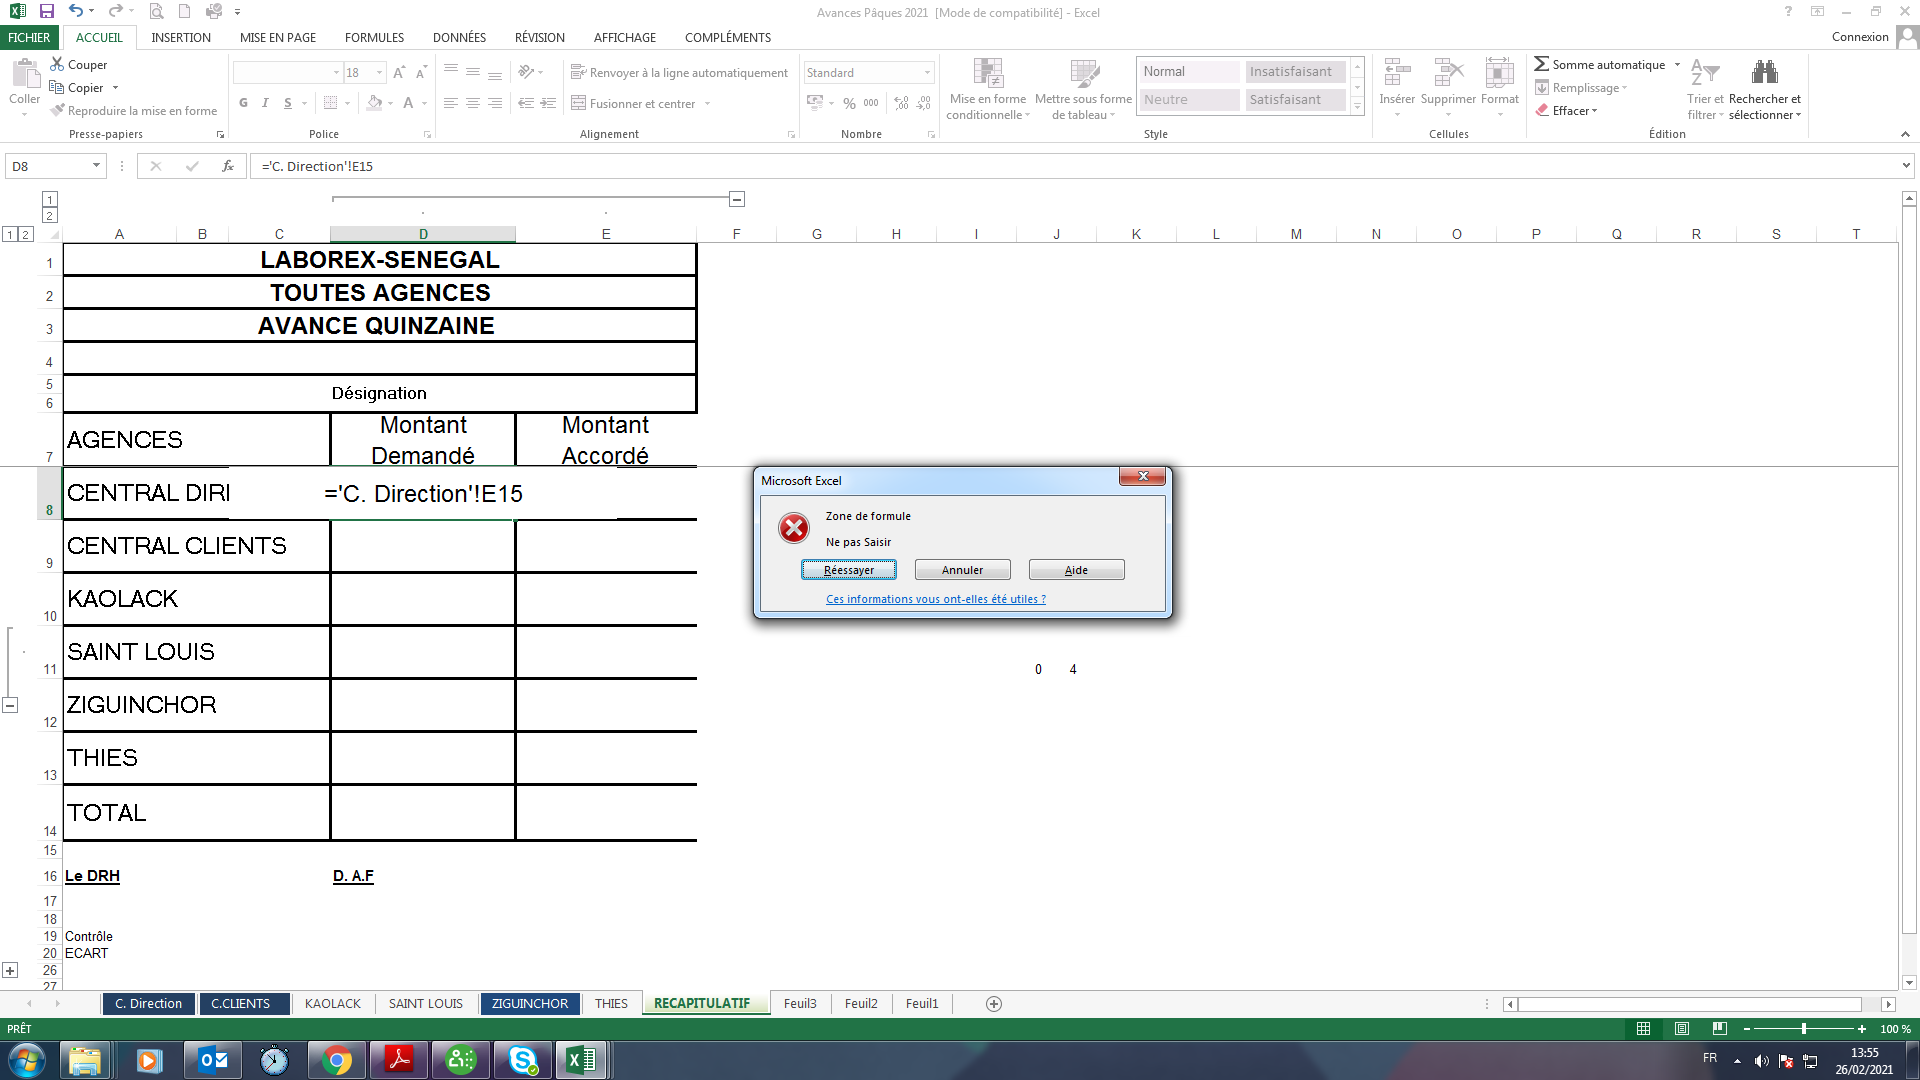 Avances Pâques 2021 [Mode de compatibilité] - Excel
FICHIER ACCUEIL INSERTION MISE EN PAGE FORMULES DONNÉES RÉVISION AFFICHAGE COMPLÉMENTS Connexion
Coller
Couper
Copier
Reproduire la mise en forme
Presse-papiers
18
G I S
Police
Renvoyer à la ligne automatiquement
Fusionner et centrer
Alignement
Standard
% 000
Nombre
Mise en forme conditionnelle
Mettre sous forme de tableau
Normal Insatisfaisant
Neutre Satisfaisant
Style
Insérer Supprimer Format
Cellules
Somme automatique
Remplissage
Effacer
Trier et filtrer
Rechercher et sélectionner
Édition
D8 fx ='C. Direction'!E15
1
2
1 2
A B C D E F G H I J K L M N O P Q R S T
1 LABOREX-SENEGAL
2 TOUTES AGENCES
3 AVANCE QUINZAINE
4
5
6 Désignation
7 AGENCES Montant Demandé Montant Accordé
8 CENTRAL DIRI ='C. Direction'!E15
9 CENTRAL CLIENTS
10 KAOLACK
11 SAINT LOUIS 0 4
12 ZIGUINCHOR
13 THIES
14 TOTAL
15
16 Le DRH D. A.F
17
18
19 Contrôle
20 ECART
26
27
Microsoft Excel
Zone de formule
Ne pas Saisir
Réessayer Annuler Aide
Ces informations vous ont-elles été utiles ?
C. Direction C.CLIENTS KAOLACK SAINT LOUIS ZIGUINCHOR THIES RECAPITULATIF Feuil3 Feuil2 Feuil1
PRÊT 100 %
FR 13:55
26/02/2021